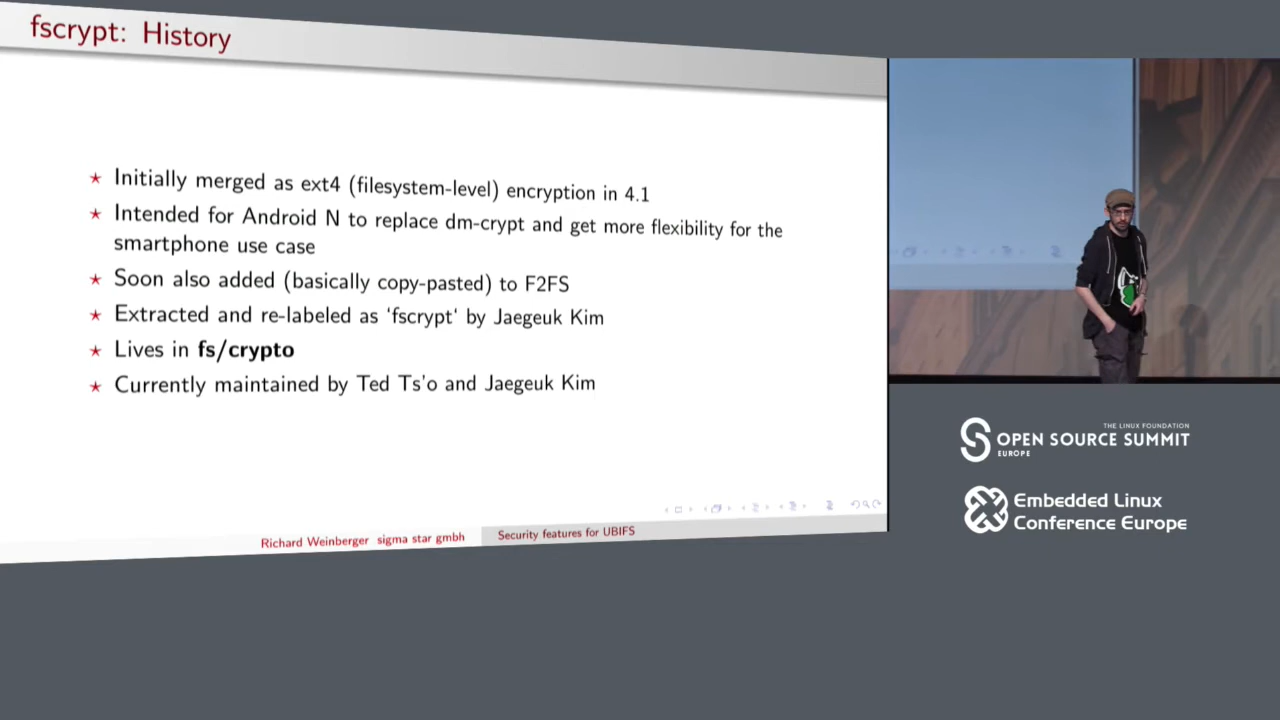 fscrypt: History
★ Initially merged as ext4 (filesystem-level) encryption in 4.1
★ Intended for Android N to replace dm-crypt and get more flexibility for the
smartphone use case
★ Soon also added (basically copy-pasted) to F2FS
★ Extracted and re-labeled as ‘fscrypt‘ by Jaegeuk Kim
★ Lives in fs/crypto
★ Currently maintained by Ted Ts'o and Jaegeuk Kim
Richard Weinberger sigma star gmbh
Security features for UBIFS
THE LINUX FOUNDATION
OPEN SOURCE SUMMIT
EUROPE
Embedded Linux
Conference Europe